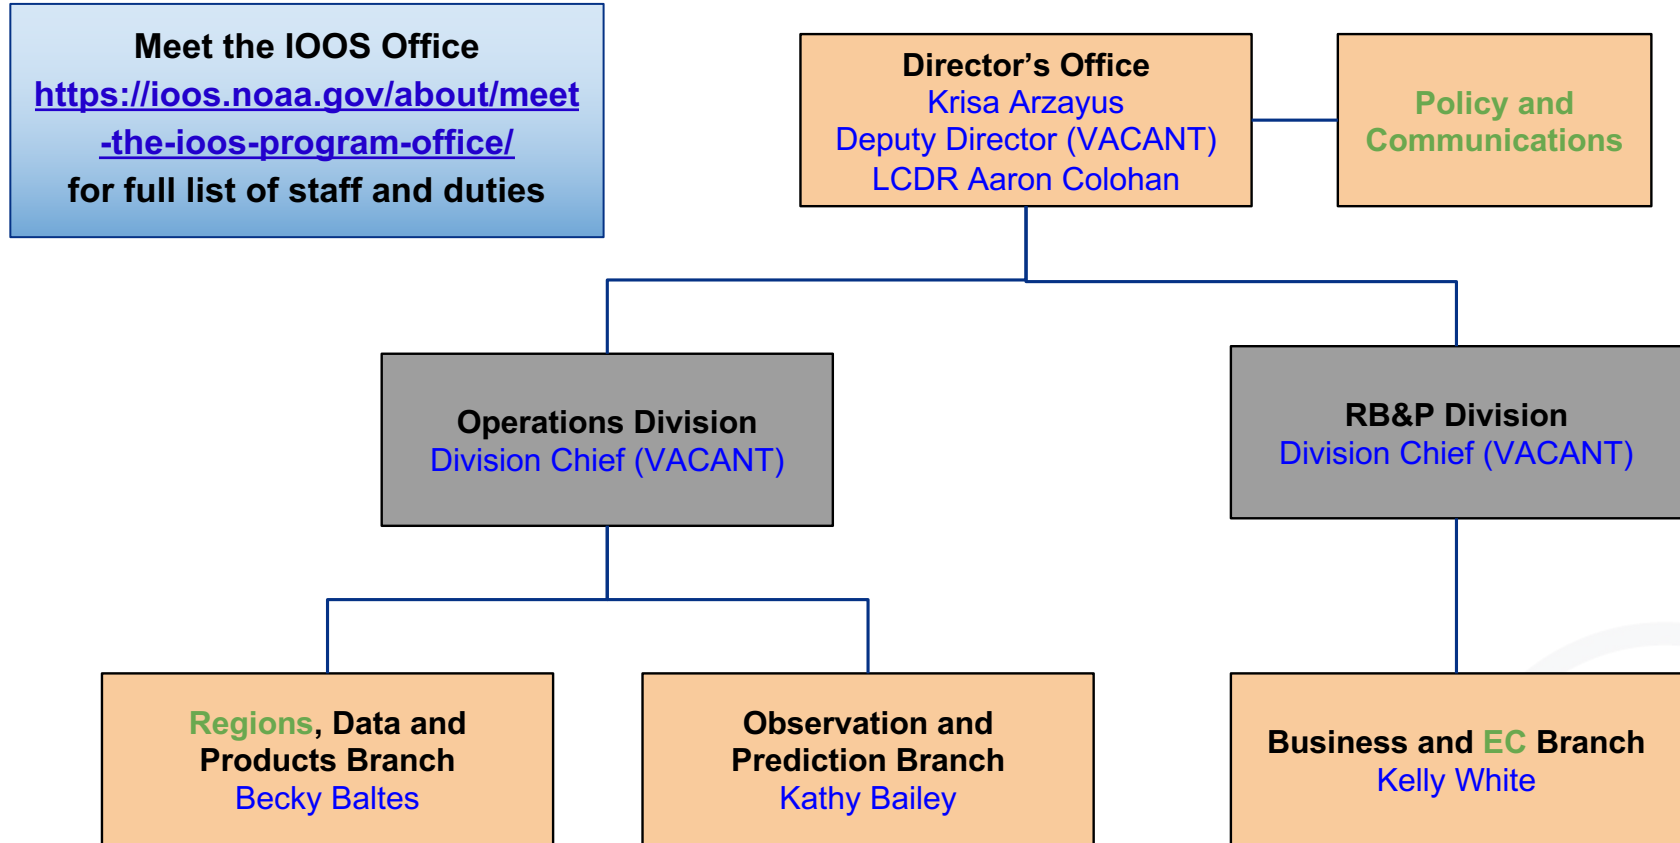 Meet the IOOS Office
https://ioos.noaa.gov/about/meet
-the-ioos-program-office/
for full list of staff and duties
Director’s Office
Krisa Arzayus
Deputy Director (VACANT)
LCDR Aaron Colohan
Policy and
Communications
Operations Division
Division Chief (VACANT)
RB&P Division
Division Chief (VACANT)
Regions, Data and
Products Branch
Becky Baltes
Observation and
Prediction Branch
Kathy Bailey
Business and EC Branch
Kelly White